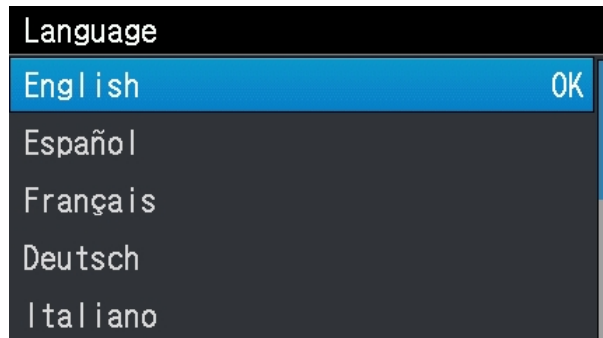 Language
English OK
Español
Français
Deutsch
Italiano